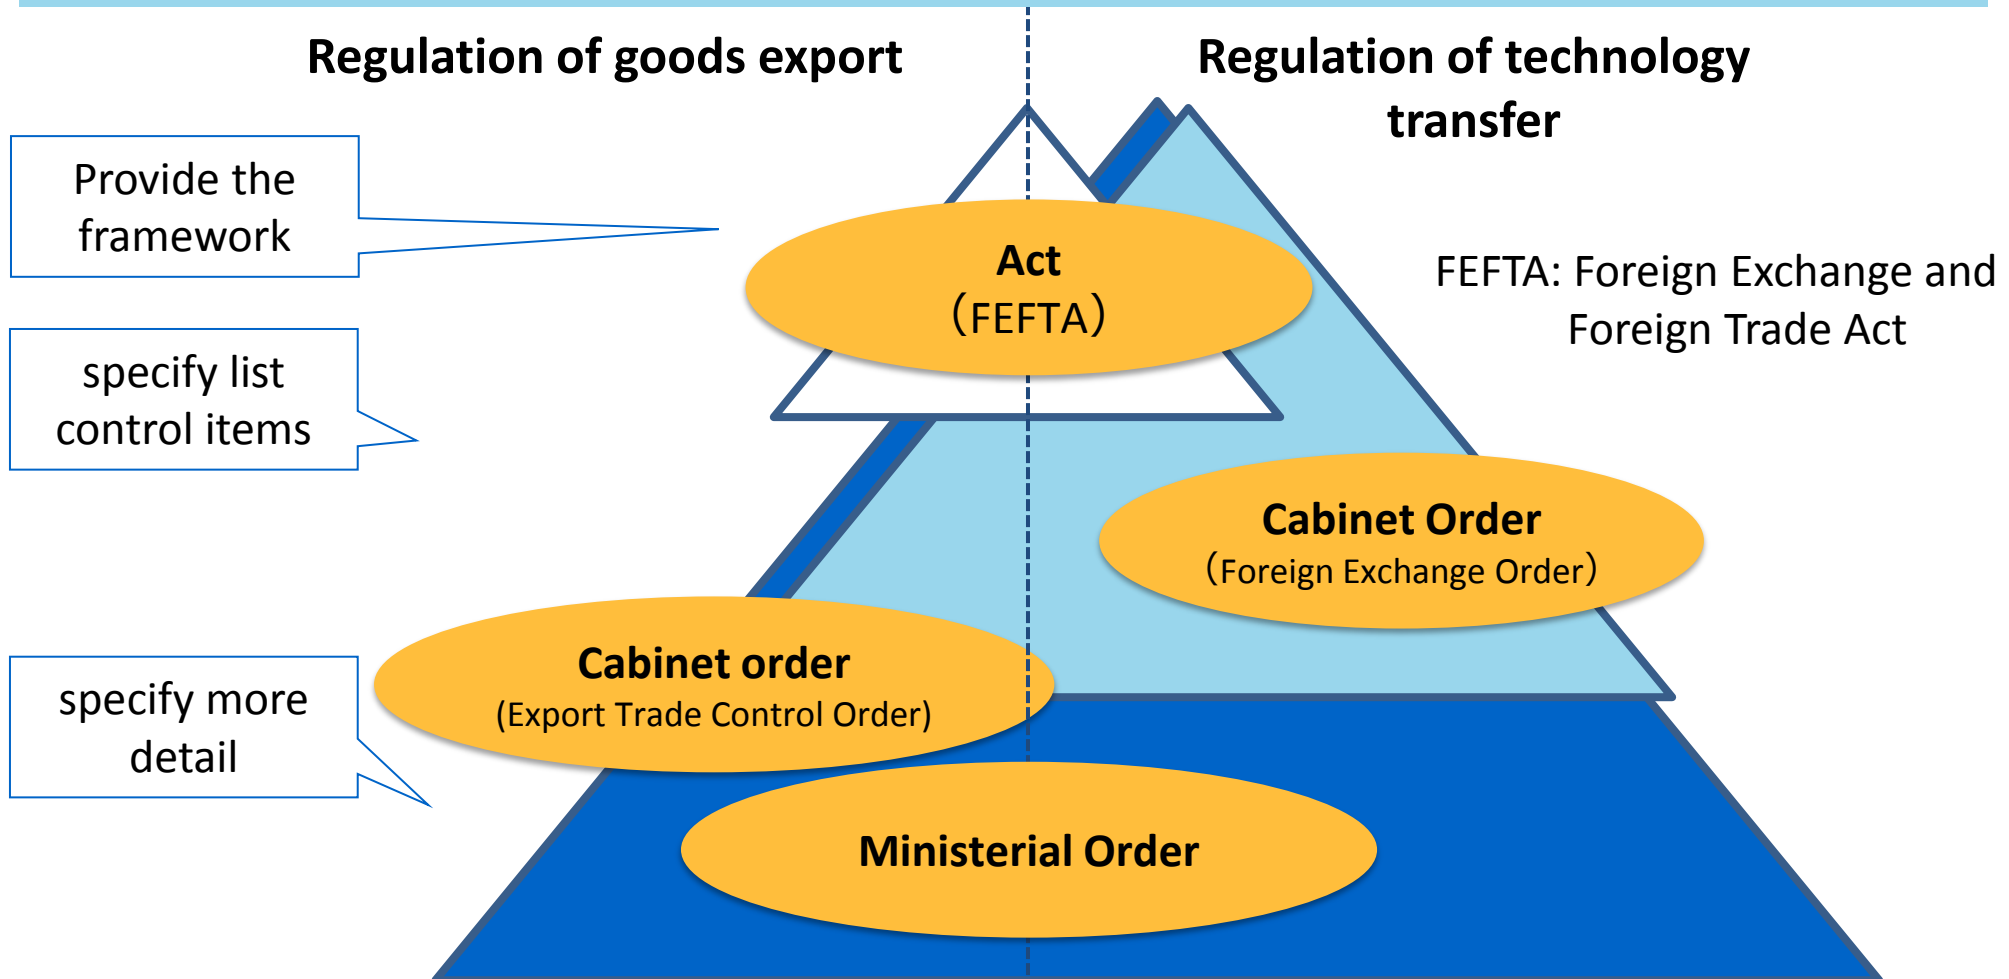 Regulation of goods export
Regulation of technology
transfer
Provide the
framework
Act
（FEFTA）
FEFTA: Foreign Exchange and
Foreign Trade Act
specify list
control items
Cabinet Order
（Foreign Exchange Order）
Cabinet order
(Export Trade Control Order)
specify more
detail
Ministerial Order